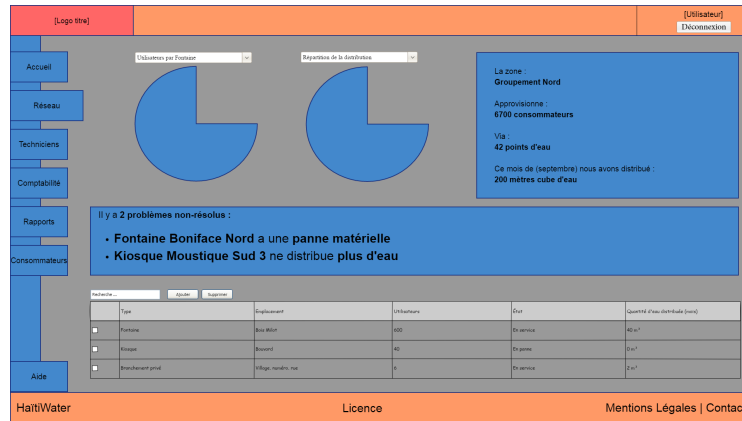 [Logo titre]
[Utilisateur]
Déconnexion
Accueil
Réseau
Techniciens
Comptabilité
Rapports
Consommateurs
Aide
Utilisateurs par Fontaine
Répartition de la distribution
La zone :
Groupement Nord
Approvisionne :
6700 consommateurs
Via :
42 points d'eau
Ce mois de (septembre) nous avons distribué :
200 mètres cube d'eau
Il y a 2 problèmes non-résolus :
• Fontaine Boniface Nord a une panne matérielle
• Kiosque Moustique Sud 3 ne distribue plus d'eau
Recherche ... Ajouter Supprimer
Type Emplacement Utilisateurs État Quantité d'eau distribuée (mois)
Fontaine Bois Milot 600 En service 40 m³
Kiosque 40 En panne 0 m³
Branchement privé Village, numéro, rue 6 En service 2 m³
HaïtiWater Licence Mentions Légales | Contac